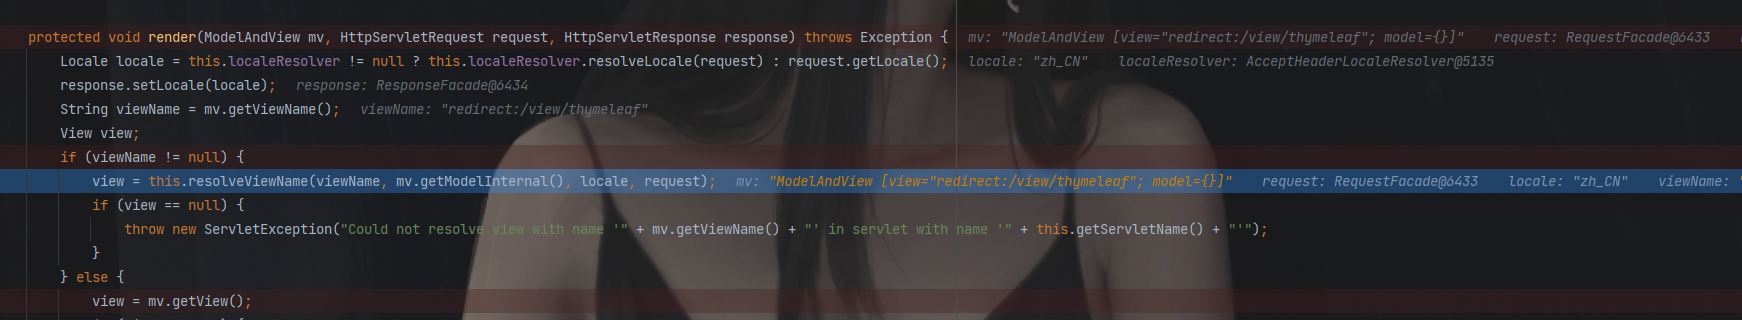 protected void render(ModelAndView mv, HttpServletRequest request, HttpServletResponse response) throws Exception {   mv: "ModelAndView [view="redirect:/view/thymeleaf"; model={}]"    request: RequestFacade@6433
    Locale locale = this.localeResolver != null ? this.localeResolver.resolveLocale(request) : request.getLocale();   locale: "zh_CN"    localeResolver: AcceptHeaderLocaleResolver@5135
    response.setLocale(locale);   response: ResponseFacade@6434
    String viewName = mv.getViewName();   viewName: "redirect:/view/thymeleaf"
    View view;
    if (viewName != null) {
        view = this.resolveViewName(viewName, mv.getModelInternal(), locale, request);   mv: "ModelAndView [view="redirect:/view/thymeleaf"; model={}]"    request: RequestFacade@6433    locale: "zh_CN"    viewName: "
        if (view == null) {
            throw new ServletException("Could not resolve view with name '" + mv.getViewName() + "' in servlet with name '" + this.getServletName() + "'");
        }
    } else {
        view = mv.getView();